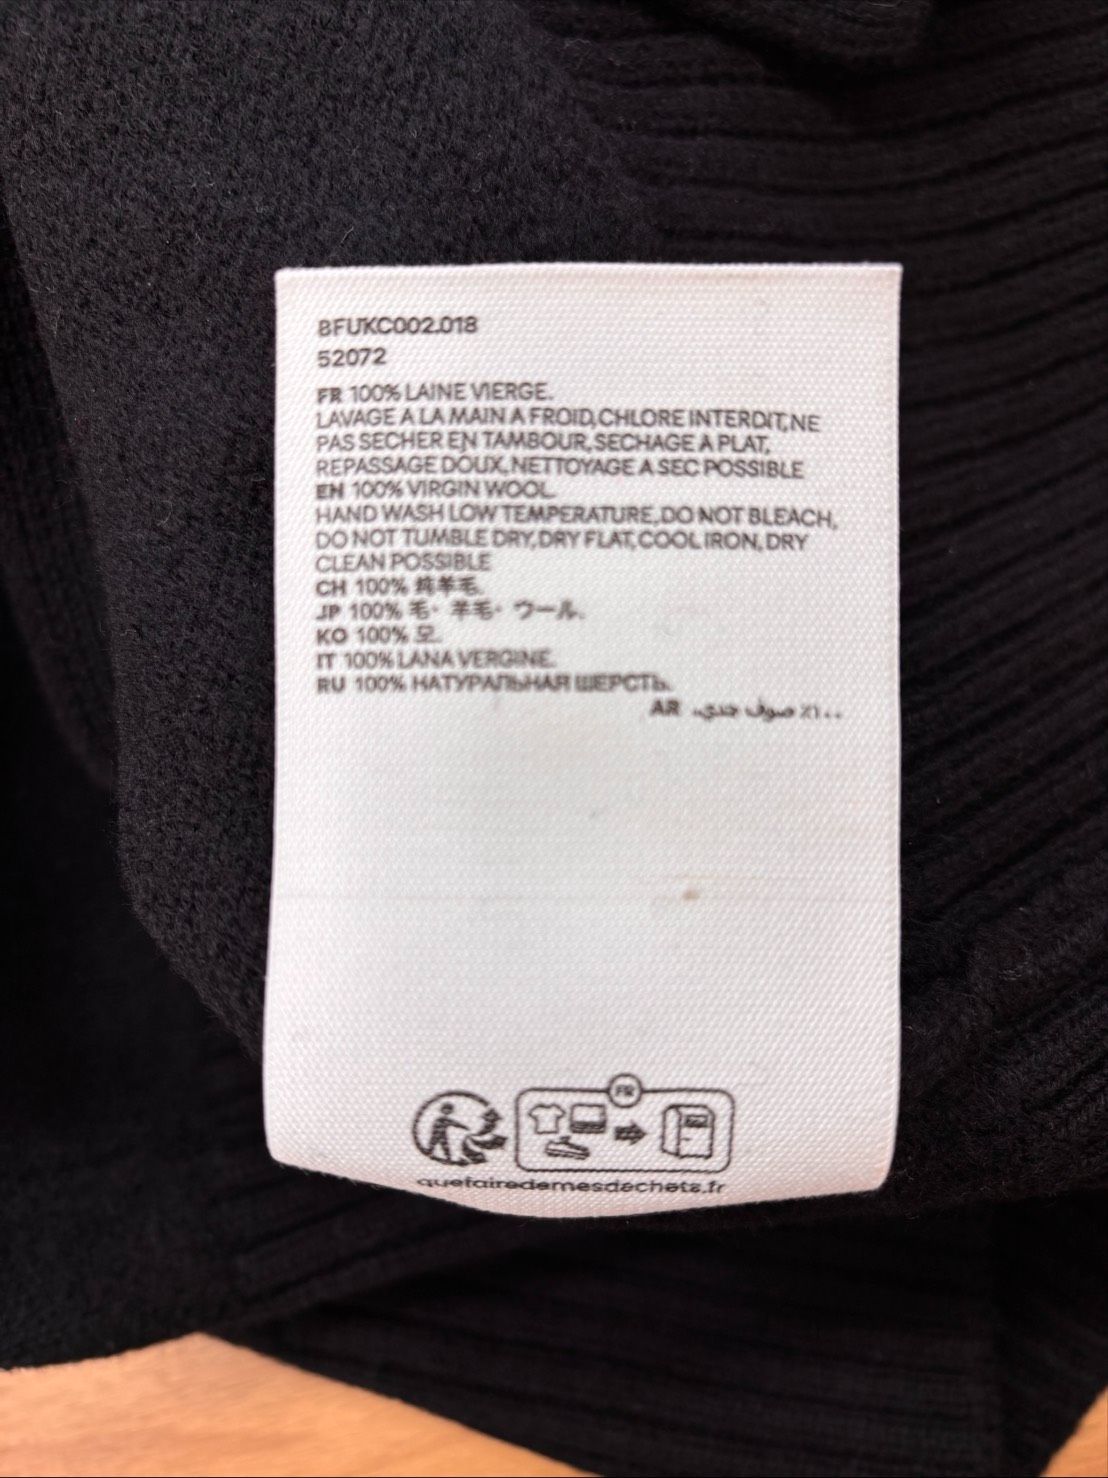 BFUKC002.018
52072
FR 100% LAINE VIERGE.
LAVAGE A LA MAIN A FROID,CHLORE INTERDIT,NE
PAS SECHER EN TAMBOUR,SECHAGE A PLAT,
REPASSAGE DOUX,NETTOYAGE A SEC POSSIBLE
EN 100% VIRGIN WOOL.
HAND WASH LOW TEMPERATURE,DO NOT BLEACH,
DO NOT TUMBLE DRY,DRY FLAT,COOL IRON,DRY
CLEAN POSSIBLE
CH 100% 纯羊毛.
JP 100% 毛・羊毛・ウール.
KO 100% 모.
IT 100% LANA VERGINE.
RU 100% НАТУРАЛЬНАЯ ШЕРСТЬ.
AR ١٠٠٪ صوف جدي.
FR
quefairedemesdechets.fr